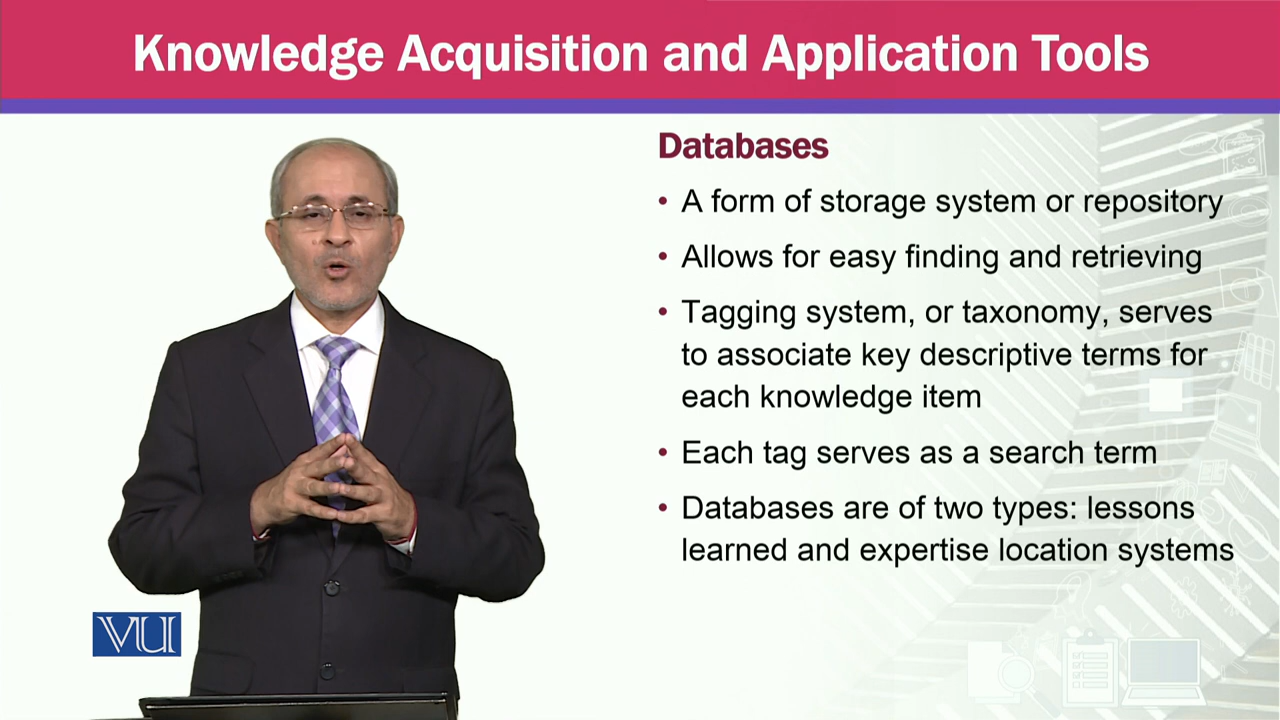 Knowledge Acquisition and Application Tools
Databases
• A form of storage system or repository
• Allows for easy finding and retrieving
• Tagging system, or taxonomy, serves
to associate key descriptive terms for
each knowledge item
• Each tag serves as a search term
• Databases are of two types: lessons
learned and expertise location systems
VU